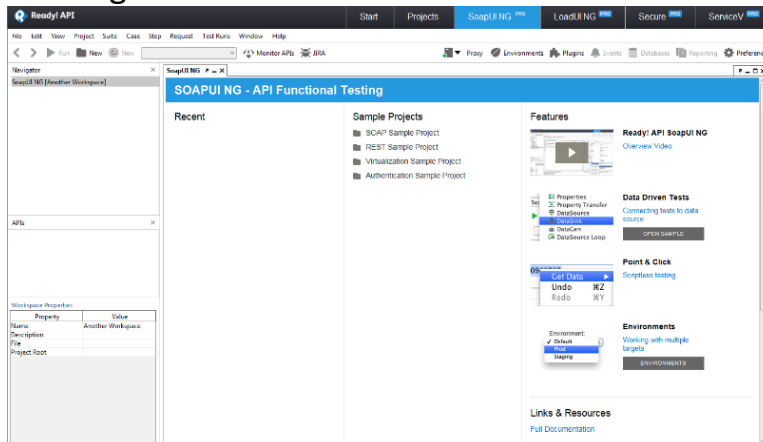 Ready! API
Start Projects SoapUI NG PRO LoadUI NG PRO Secure PRO ServiceV PRO
File Edit View Project Suite Case Step Request Test Runs Window Help
Run New New Monitor APIs JIRA Proxy Environments Plugins Events Databases Reporting Preferenc
Navigator
SoapUI NG [Another Workspace]
SoapUI NG
SOAPUI NG - API Functional Testing
Recent
Sample Projects
SOAP Sample Project
REST Sample Project
Virtualization Sample Project
Authentication Sample Project
Features
Ready! API SoapUI NG
Overview Video
Properties
Property Transfer
DataSource
DataSink
DataGen
DataSource Loop
Data Driven Tests
Connecting tests to data
source
OPEN SAMPLE
Get Data
Undo ⌘Z
Redo ⌘Y
Point & Click
Scriptless testing
Environment:
✓ Default
Prod
Staging
Environments
Working with multiple
targets
ENVIRONMENTS
Links & Resources
Full Documentation
APIs
Workspace Properties
Property Value
Name Another Workspace
Description
File
Project Root